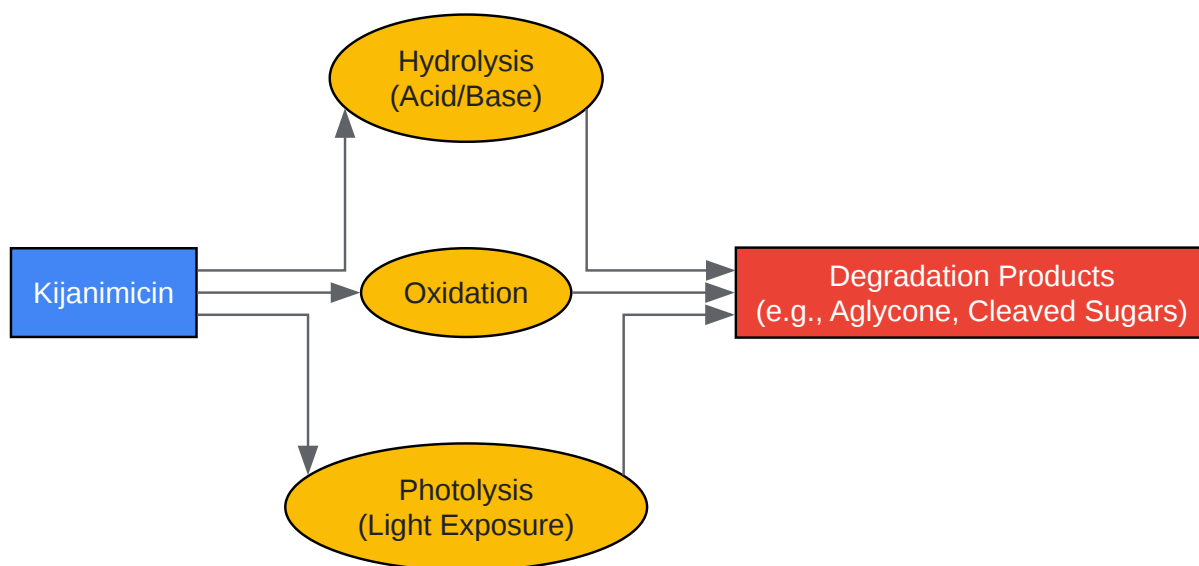 Hydrolysis
(Acid/Base)
Kijanimicin
Oxidation
Degradation Products
(e.g., Aglycone, Cleaved Sugars)
Photolysis
(Light Exposure)